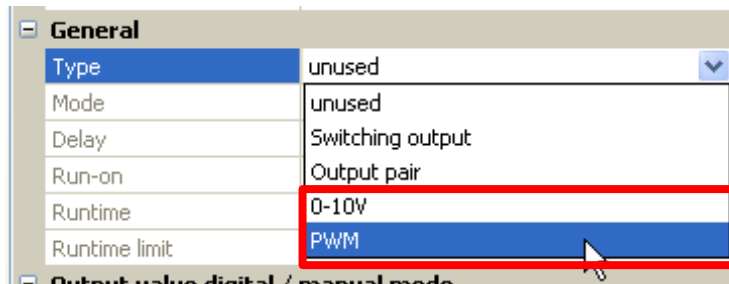 General
Type unused
Mode unused
Delay Switching output
Run-on Output pair
Runtime 0-10V
Runtime limit PWM
Output value digital / manual mode